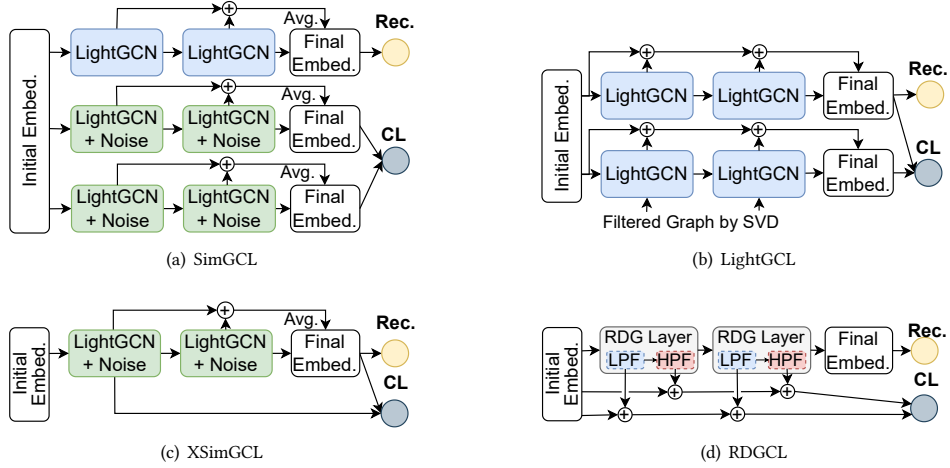 Initial Embed.
LightGCN
LightGCN
+
Avg.
Final
Embed.
Rec.
LightGCN
+ Noise
LightGCN
+ Noise
+
Avg.
Final
Embed.
CL
LightGCN
+ Noise
LightGCN
+ Noise
+
Avg.
Final
Embed.
(a) SimGCL
Initial Embed.
+
+
LightGCN
LightGCN
Final
Embed.
Rec.
+
+
LightGCN
LightGCN
Final
Embed.
CL
Filtered Graph by SVD
(b) LightGCL
Initial
Embed.
LightGCN
+ Noise
LightGCN
+ Noise
+
Avg.
Final
Embed.
Rec.
CL
(c) XSimGCL
Initial
Embed.
RDG Layer
LPF
HPF
RDG Layer
LPF
HPF
Final
Embed.
Rec.
+
+
+
+
CL
(d) RDGCL